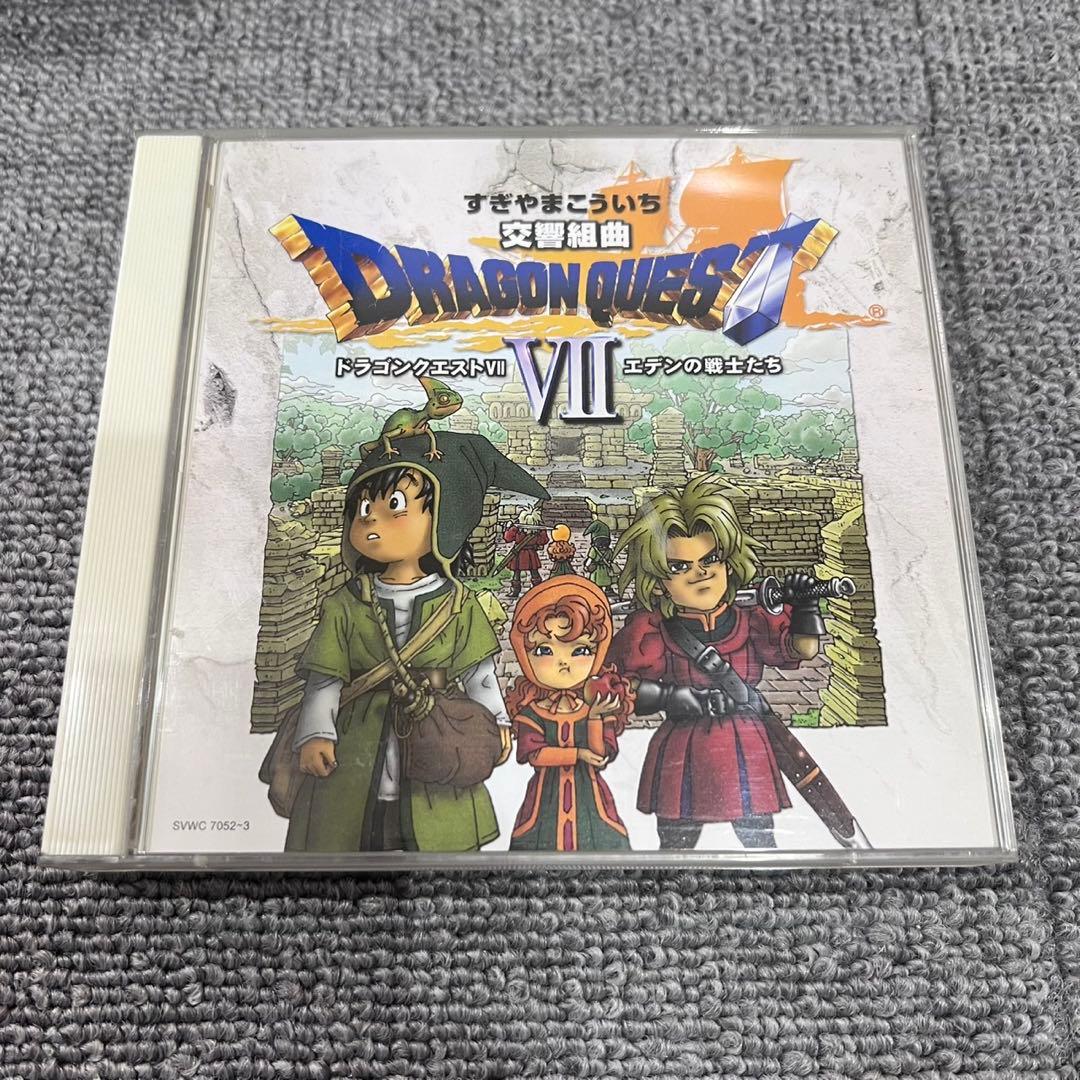 すぎやまこういち
交響組曲
DRAGON QUEST
®
ドラゴンクエストVII VII エデンの戦士たち
SVWC 7052~3